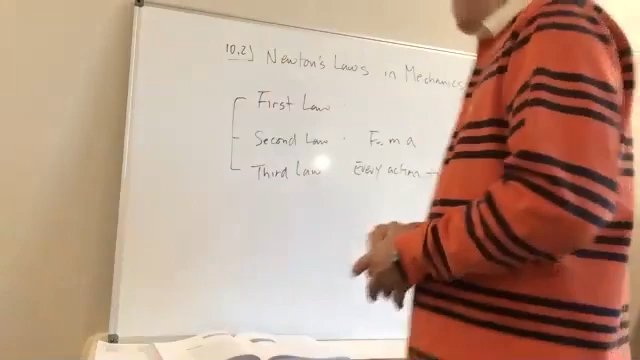 10.2) Newton's Laws in Mechanics
First Law
Second Law . F= m a
Third Law Every action →